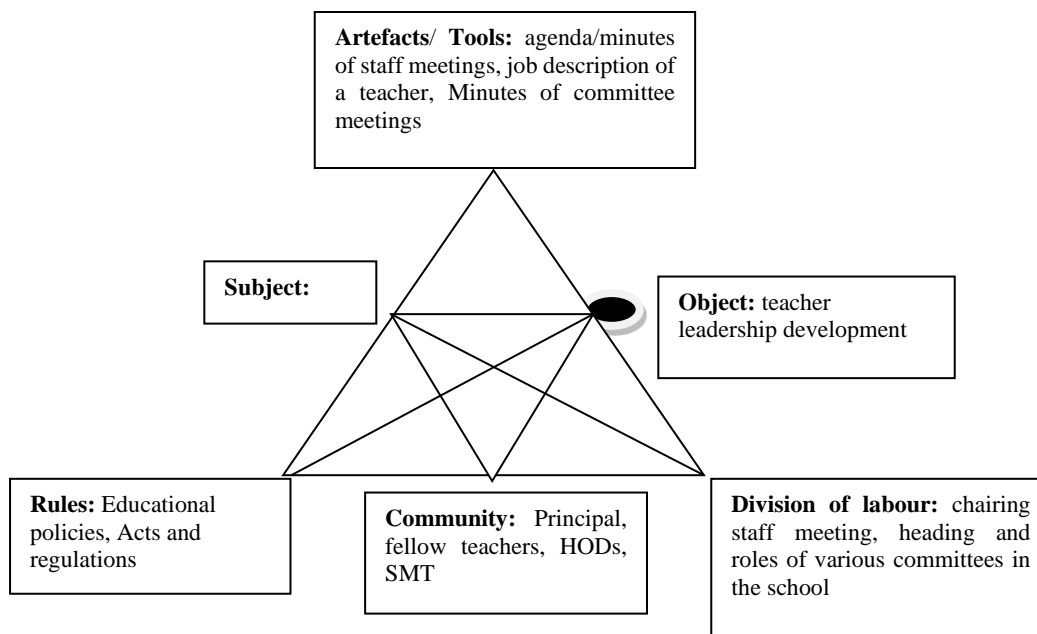 Artefacts/ Tools: agenda/minutes
of staff meetings, job description of
a teacher, Minutes of committee
meetings
Subject:
Object: teacher
leadership development
Rules: Educational
policies, Acts and
regulations
Community: Principal,
fellow teachers, HODs,
SMT
Division of labour: chairing
staff meeting, heading and
roles of various committees in
the school